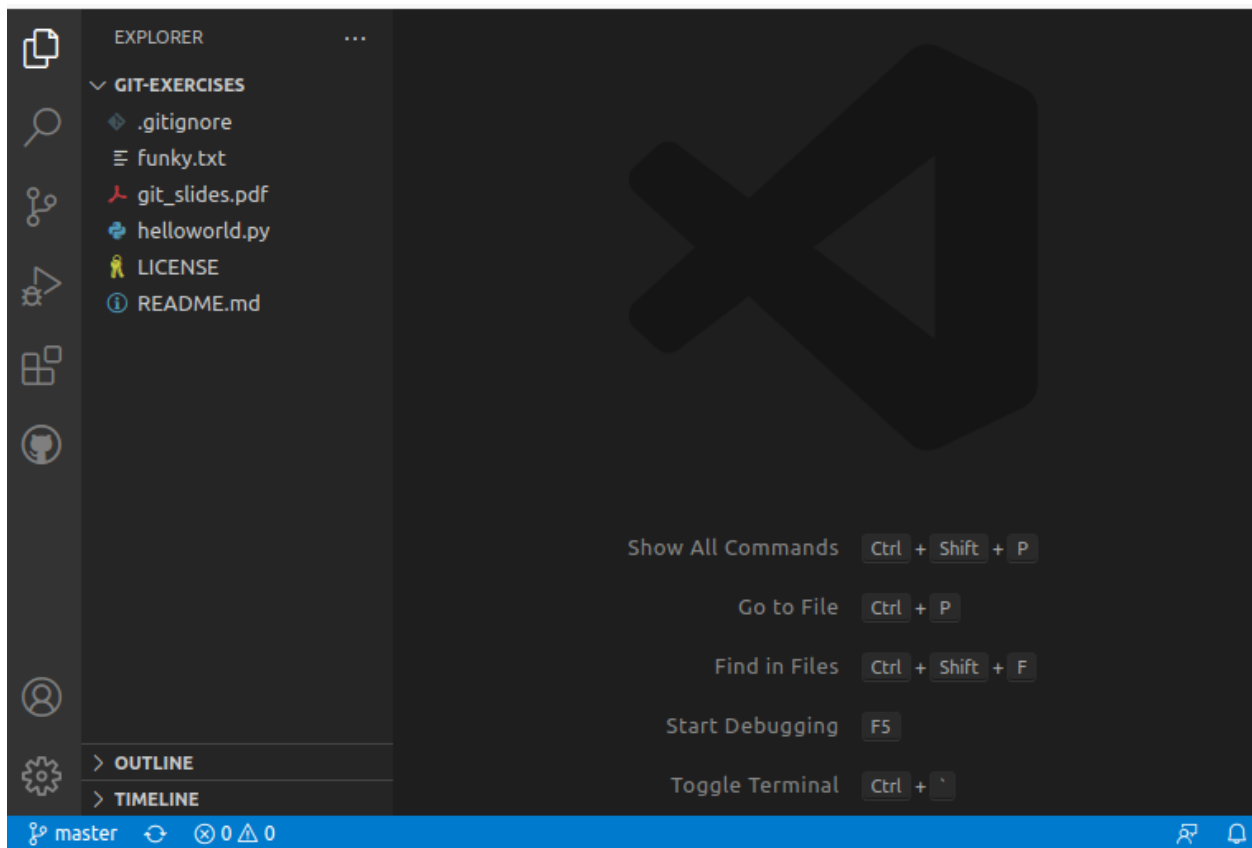 EXPLORER ...
GIT-EXERCISES
.gitignore
funky.txt
git_slides.pdf
helloworld.py
LICENSE
README.md
OUTLINE
TIMELINE
Show All Commands Ctrl + Shift + P
Go to File Ctrl + P
Find in Files Ctrl + Shift + F
Start Debugging F5
Toggle Terminal Ctrl + `
master 0 0